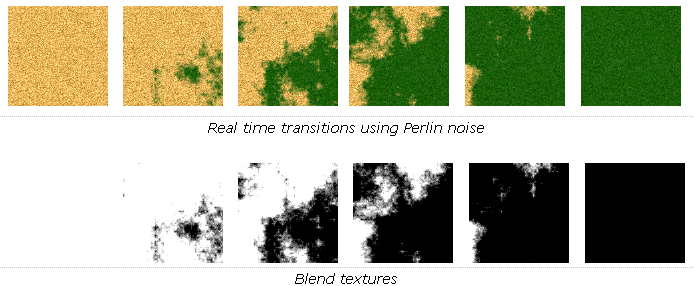 Real time transitions using Perlin noise
Blend textures